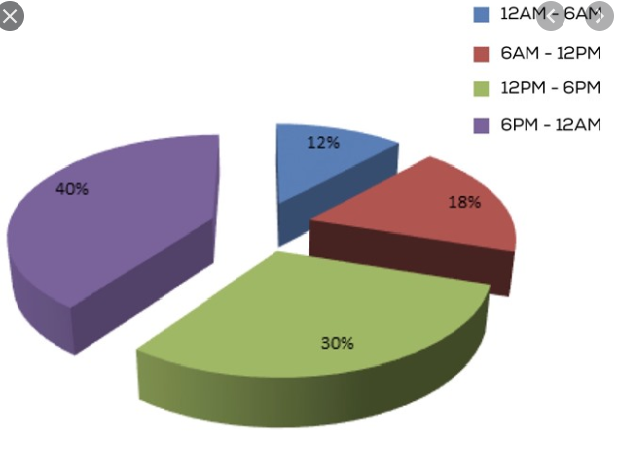 12AM - 6AM
6AM - 12PM
12PM - 6PM
6PM - 12AM
12%
18%
40%
30%